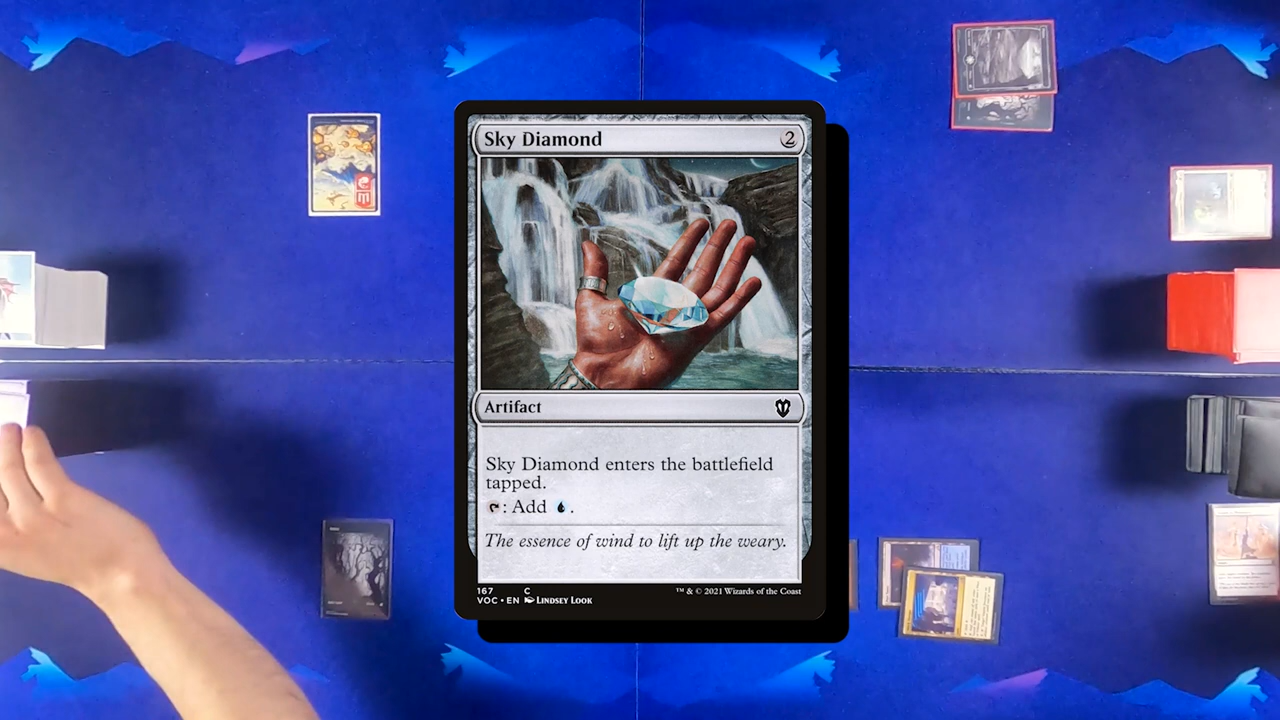 Sky Diamond 2
Artifact
Sky Diamond enters the battlefield
tapped.
: Add .
The essence of wind to lift up the weary.
167 C
VOC • EN LINDSEY LOOK
™ & © 2021 Wizards of the Coast